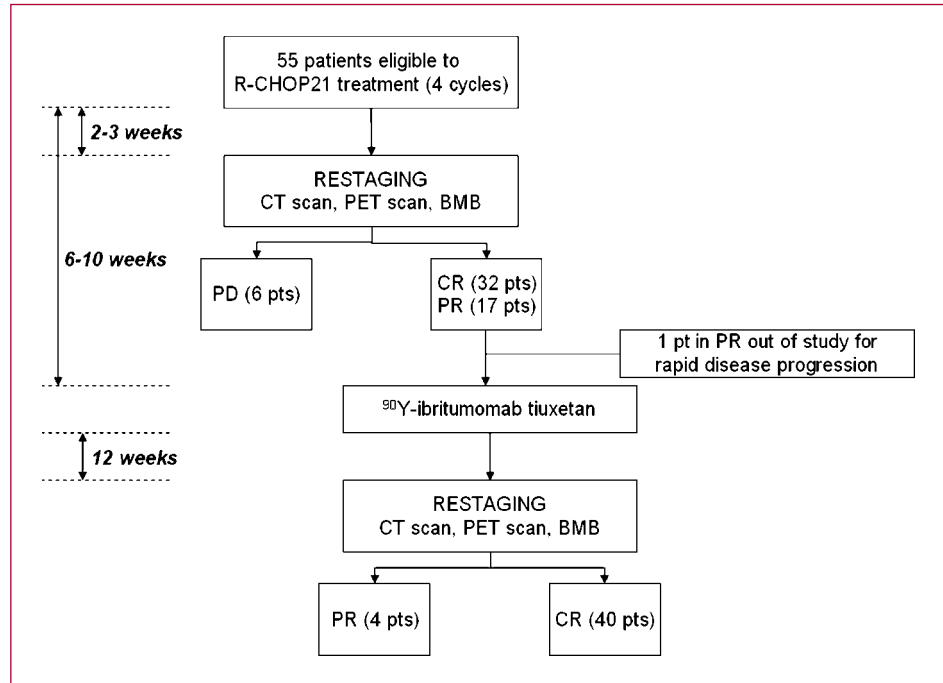 55 patients eligible to
R-CHOP21 treatment (4 cycles)
2-3 weeks
RESTAGING
CT scan, PET scan, BMB
6-10 weeks
PD (6 pts)
CR (32 pts)
PR (17 pts)
1 pt in PR out of study for
rapid disease progression
⁹⁰Y-ibritumomab tiuxetan
12 weeks
RESTAGING
CT scan, PET scan, BMB
PR (4 pts)
CR (40 pts)